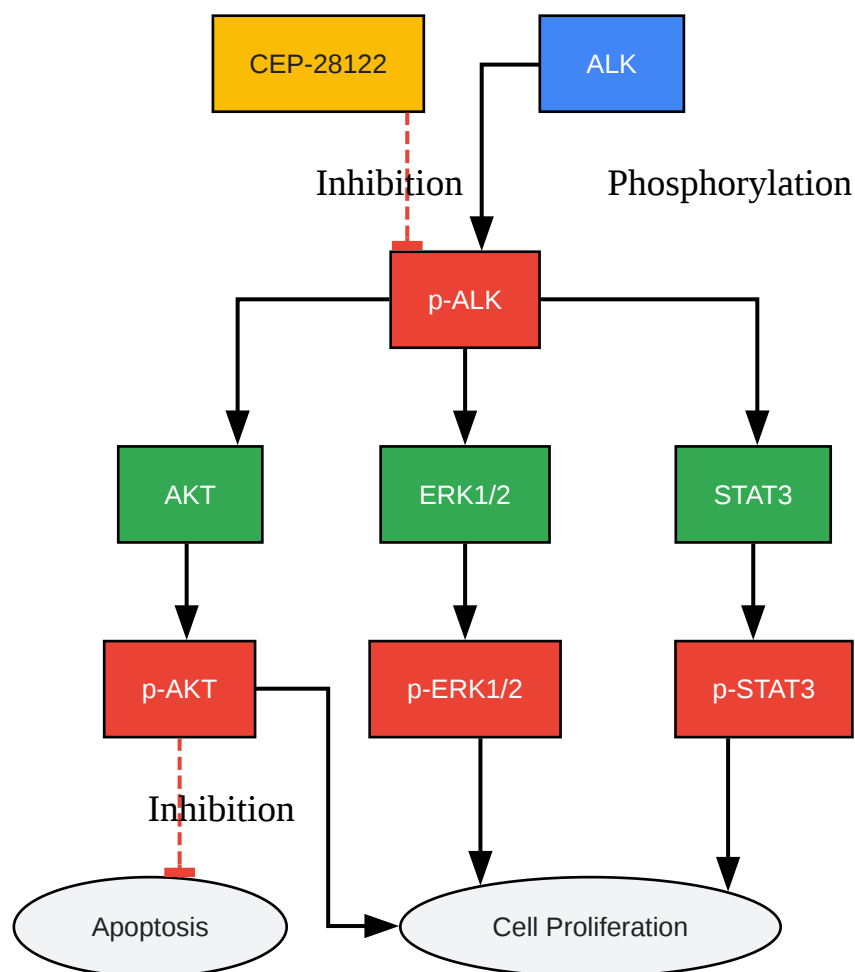 CEP-28122
ALK
Inhibition
Phosphorylation
p-ALK
AKT
ERK1/2
STAT3
p-AKT
p-ERK1/2
p-STAT3
Inhibition
Apoptosis
Cell Proliferation